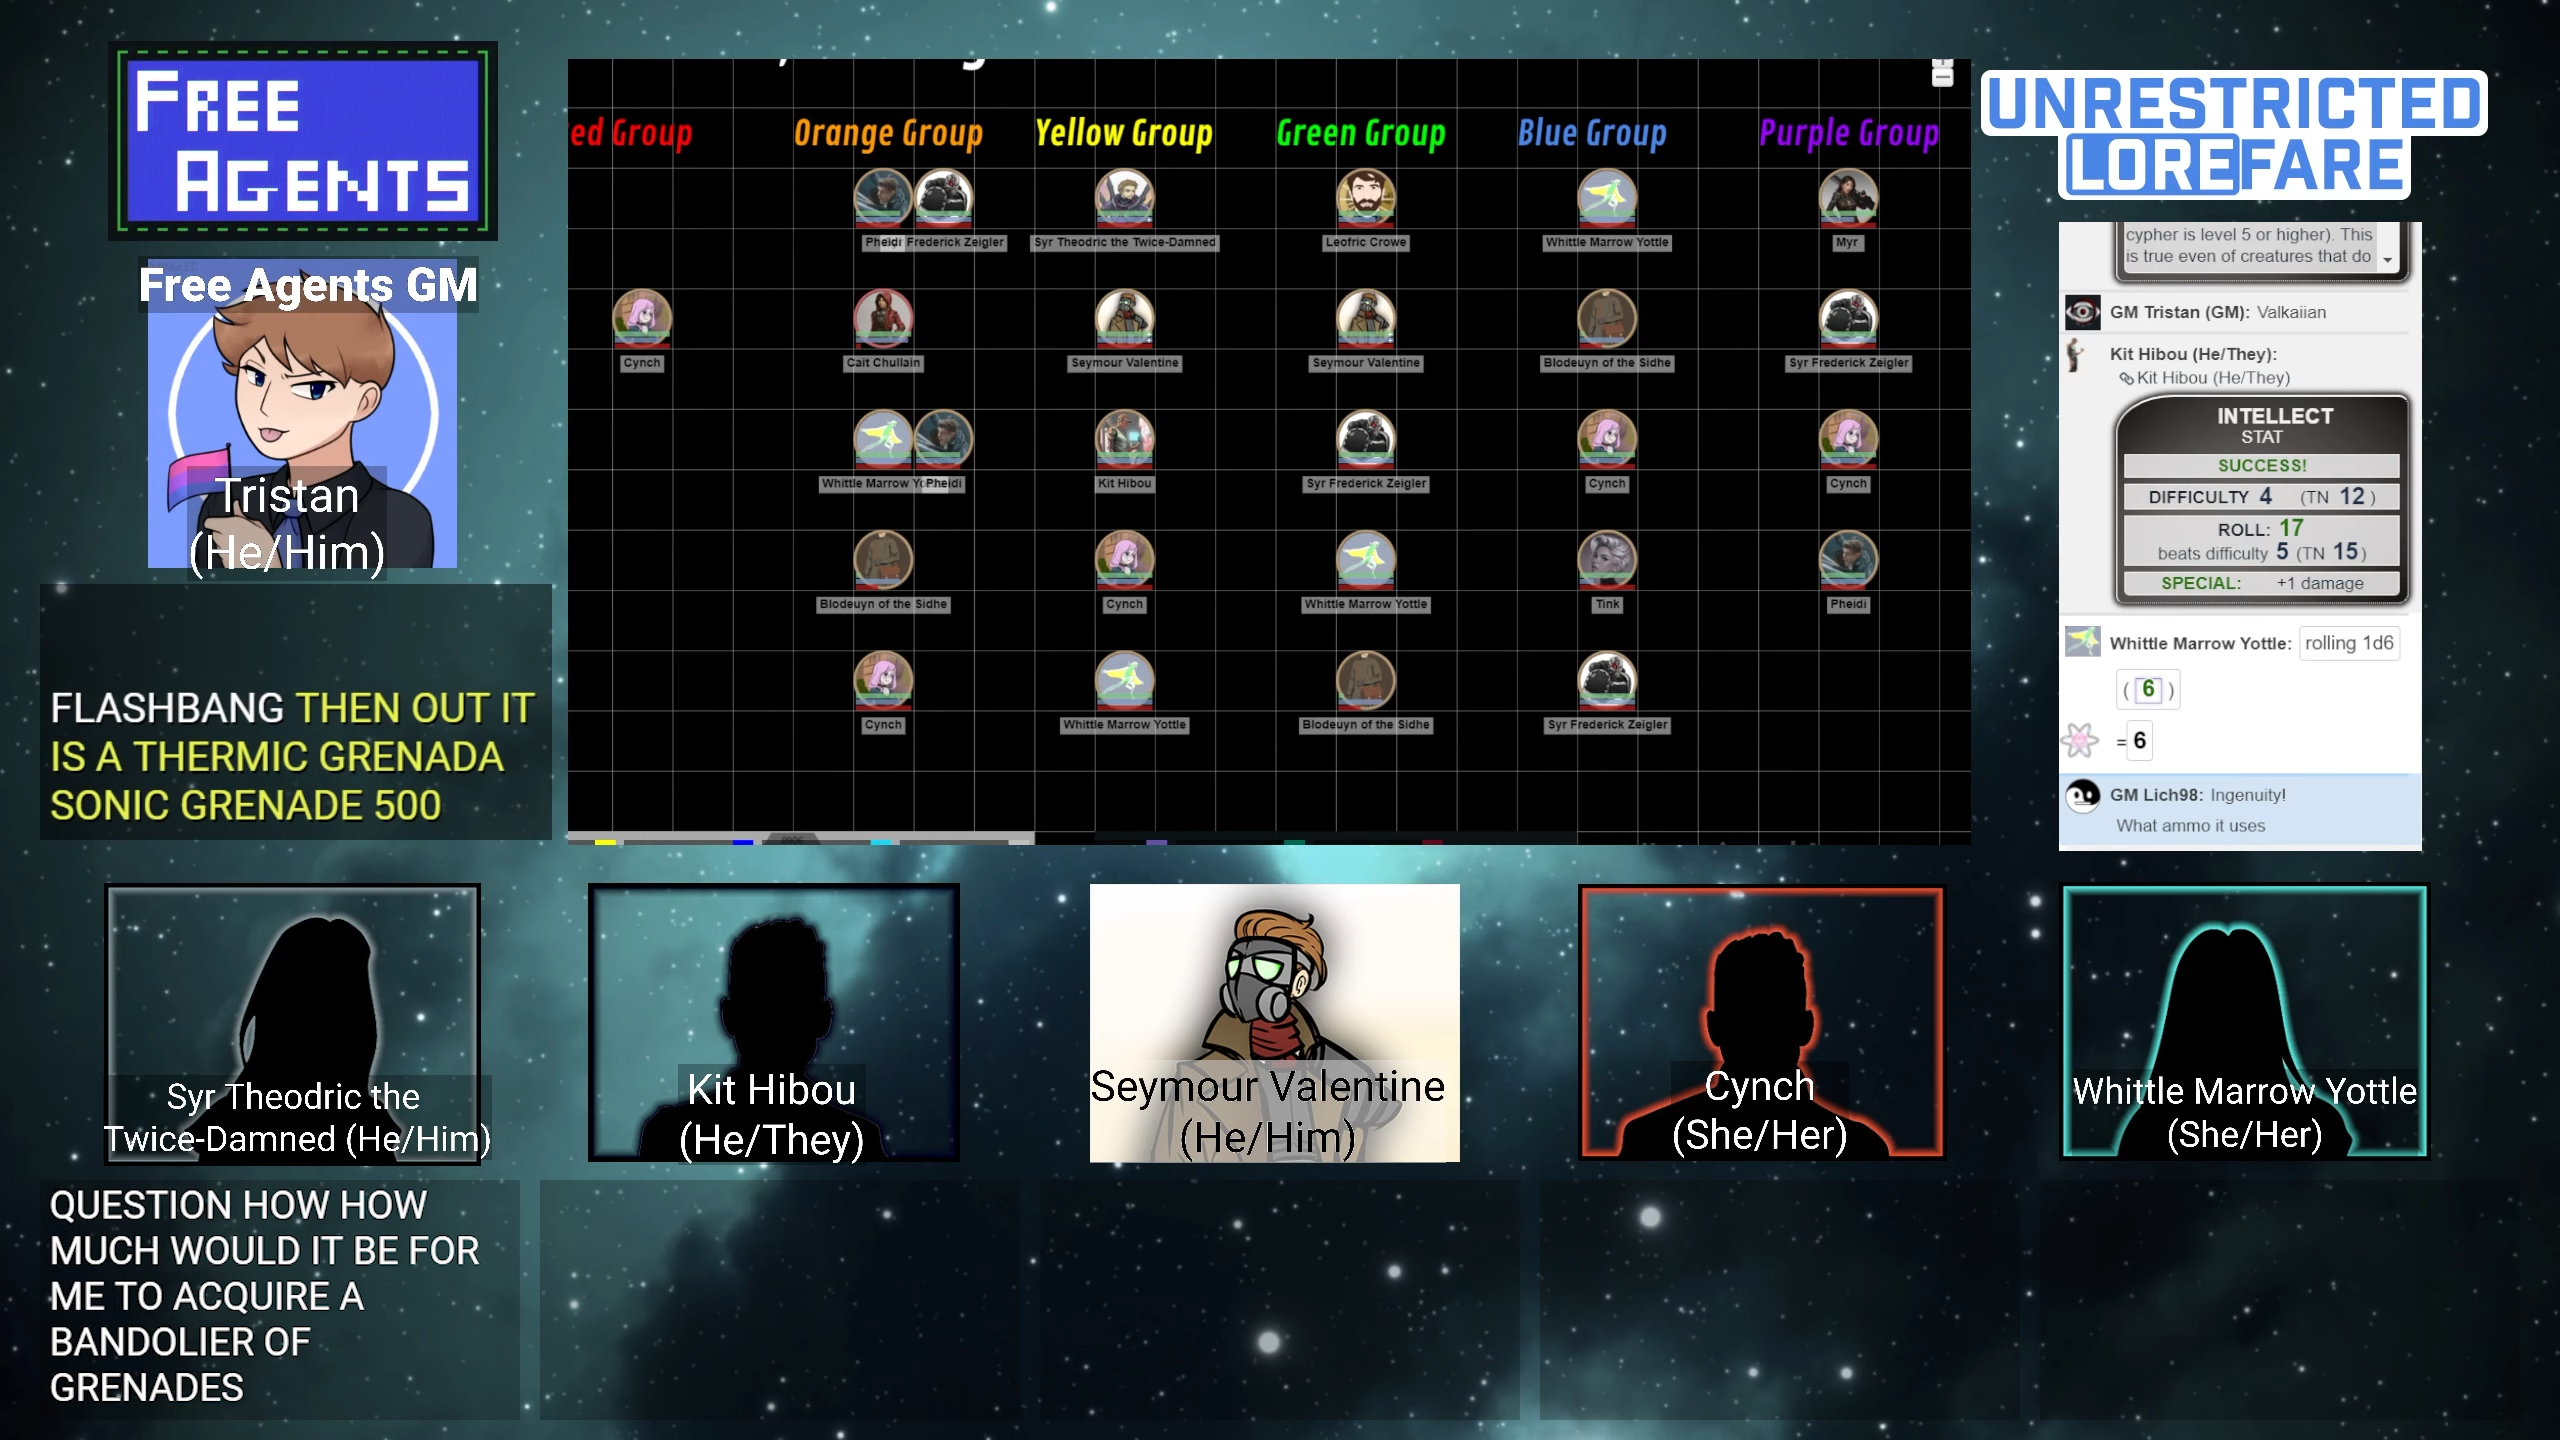 FREE
AGENTS
Free Agents GM
Tristan
(He/Him)
FLASHBANG THEN OUT IT
IS A THERMIC GRENADA
SONIC GRENADE 500
ed Group
Orange Group
Yellow Group
Green Group
Blue Group
Purple Group
Pheidi
Frederick Zeigler
Syr Theodric the Twice-Damned
Leofric Crowe
Whittle Marrow Yottle
Myr
Cynch
Cait Chullain
Seymour Valentine
Seymour Valentine
Blodeuyn of the Sidhe
Syr Frederick Zeigler
Whittle Marrow Yo
Pheidi
Kit Hibou
Syr Frederick Zeigler
Cynch
Cynch
Blodeuyn of the Sidhe
Cynch
Whittle Marrow Yottle
Tink
Pheidi
Cynch
Whittle Marrow Yottle
Blodeuyn of the Sidhe
Syr Frederick Zeigler
UNRESTRICTED
LOREFARE
cypher is level 5 or higher). This
is true even of creatures that do
GM Tristan (GM): Valkaiian
Kit Hibou (He/They):
Kit Hibou (He/They)
INTELLECT
STAT
SUCCESS!
DIFFICULTY 4 (TN 12 )
ROLL: 17
beats difficulty 5 (TN 15)
SPECIAL: +1 damage
Whittle Marrow Yottle: rolling 1d6
( 6 )
= 6
GM Lich98: Ingenuity!
What ammo it uses
Syr Theodric the
Twice-Damned (He/Him)
Kit Hibou
(He/They)
Seymour Valentine
(He/Him)
Cynch
(She/Her)
Whittle Marrow Yottle
(She/Her)
QUESTION HOW HOW
MUCH WOULD IT BE FOR
ME TO ACQUIRE A
BANDOLIER OF
GRENADES